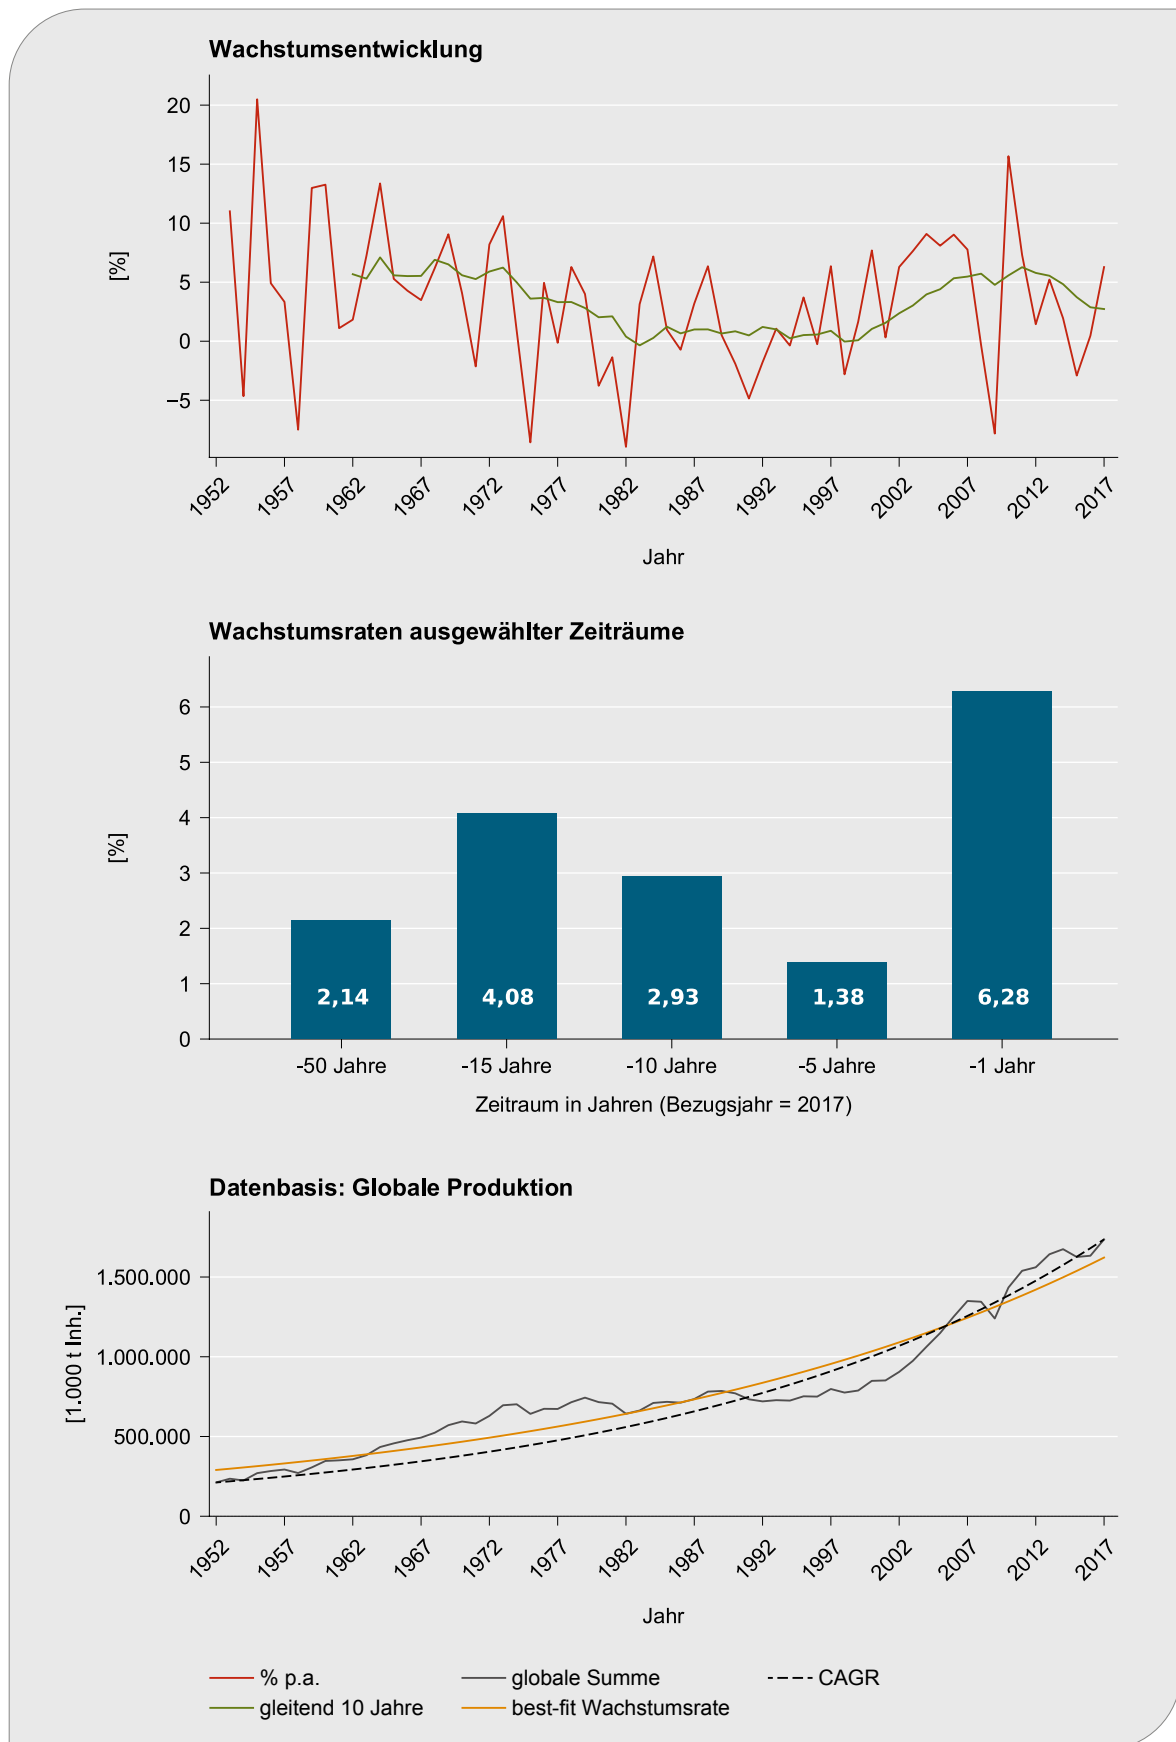 Wachstumsentwicklung
[%]
20
15
10
5
0
−5
1952 1957 1962 1967 1972 1977 1982 1987 1992 1997 2002 2007 2012 2017
Jahr
Wachstumsraten ausgewählter Zeiträume
[%]
6
5
4
3
2
1
0
2,14 4,08 2,93 1,38 6,28
-50 Jahre -15 Jahre -10 Jahre -5 Jahre -1 Jahr
Zeitraum in Jahren (Bezugsjahr = 2017)
Datenbasis: Globale Produktion
[1.000 t Inh.]
1.500.000
1.000.000
500.000
0
1952 1957 1962 1967 1972 1977 1982 1987 1992 1997 2002 2007 2012 2017
Jahr
% p.a. globale Summe CAGR
gleitend 10 Jahre best-fit Wachstumsrate